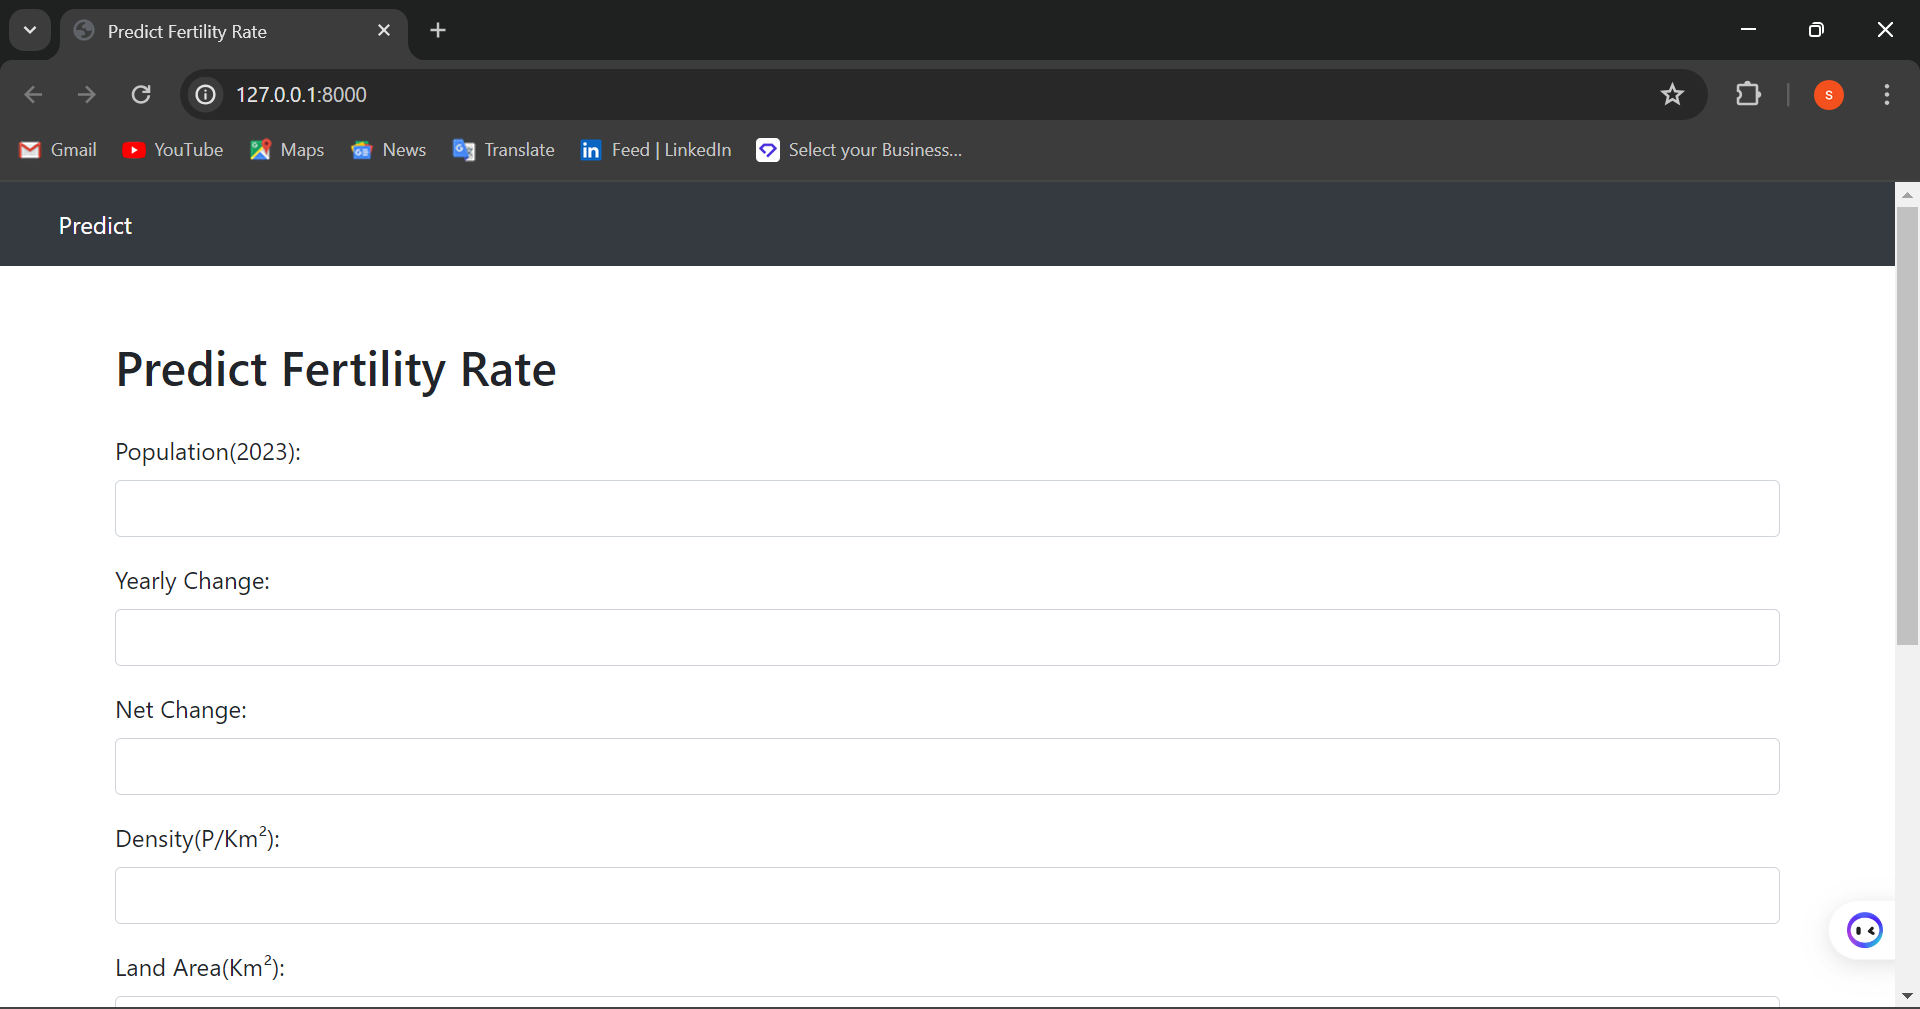 Predict Fertility Rate
127.0.0.1:8000
S
Gmail YouTube Maps News Translate Feed | LinkedIn Select your Business...
Predict
Predict Fertility Rate
Population(2023):
Yearly Change:
Net Change:
Density(P/Km²):
Land Area(Km²):